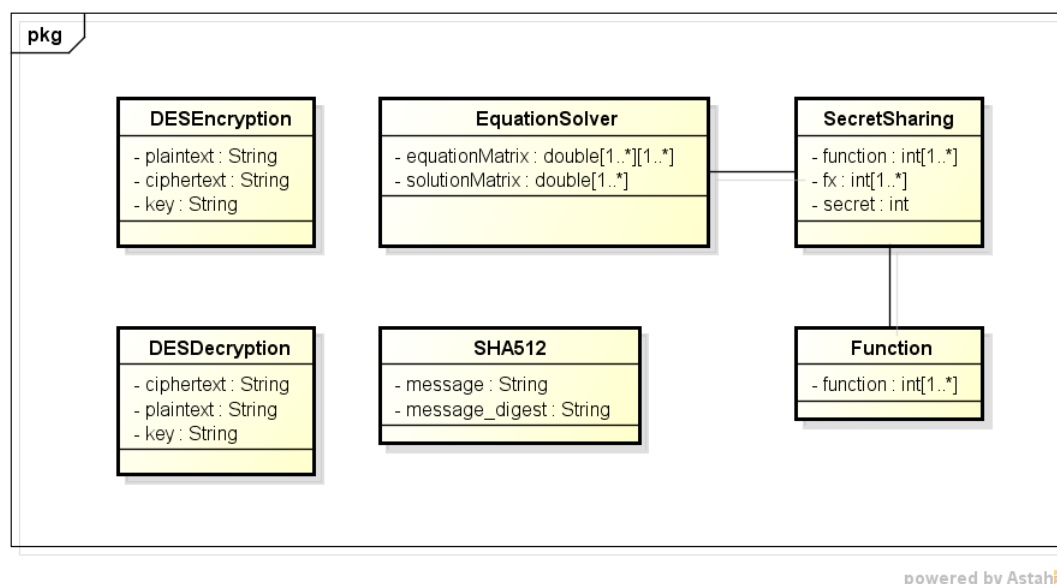 pkg
DESEncryption
- plaintext : String
- ciphertext : String
- key : String
EquationSolver
- equationMatrix : double[1..*][1..*]
- solutionMatrix : double[1..*]
SecretSharing
- function : int[1..*]
- fx : int[1..*]
- secret : int
DESDecryption
- ciphertext : String
- plaintext : String
- key : String
SHA512
- message : String
- message_digest : String
Function
- function : int[1..*]
powered by Astah